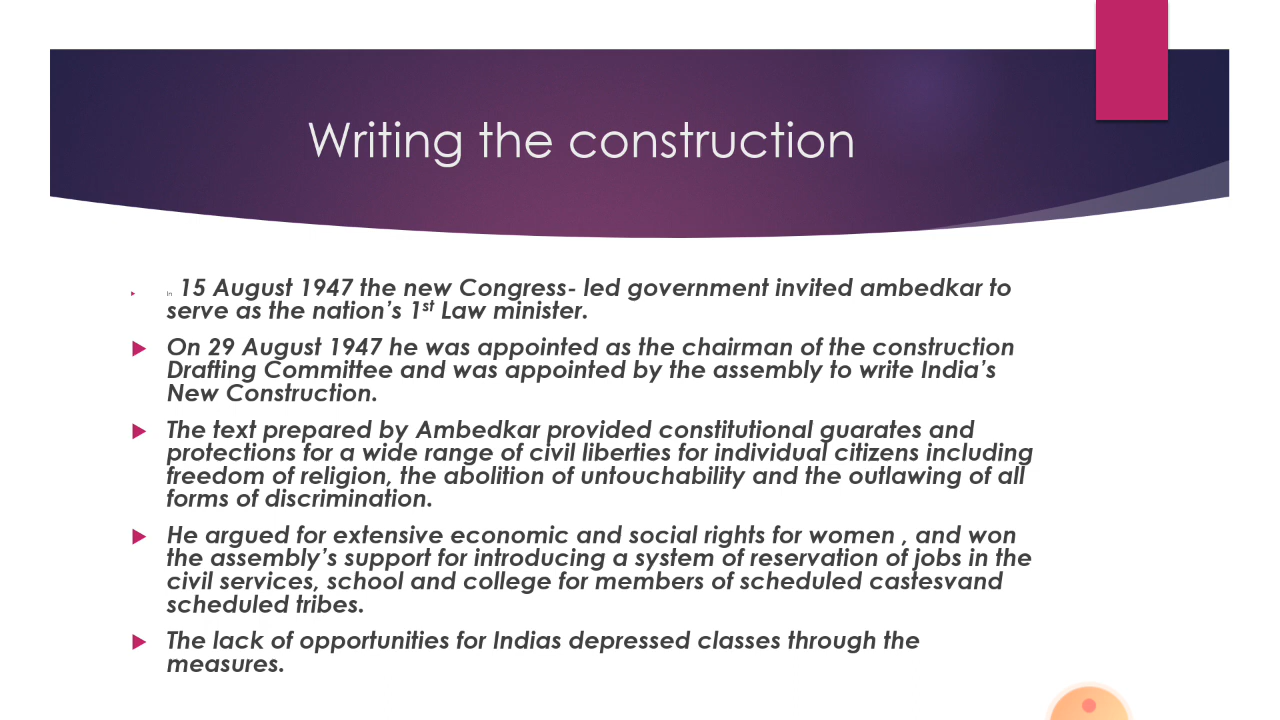 Writing the construction
In 15 August 1947 the new Congress- led government invited ambedkar to
serve as the nation's 1st Law minister.
On 29 August 1947 he was appointed as the chairman of the construction
Drafting Committee and was appointed by the assembly to write India's
New Construction.
The text prepared by Ambedkar provided constitutional guarates and
protections for a wide range of civil liberties for individual citizens including
freedom of religion, the abolition of untouchability and the outlawing of all
forms of discrimination.
He argued for extensive economic and social rights for women , and won
the assembly's support for introducing a system of reservation of jobs in the
civil services, school and college for members of scheduled castesvand
scheduled tribes.
The lack of opportunities for Indias depressed classes through the
measures.